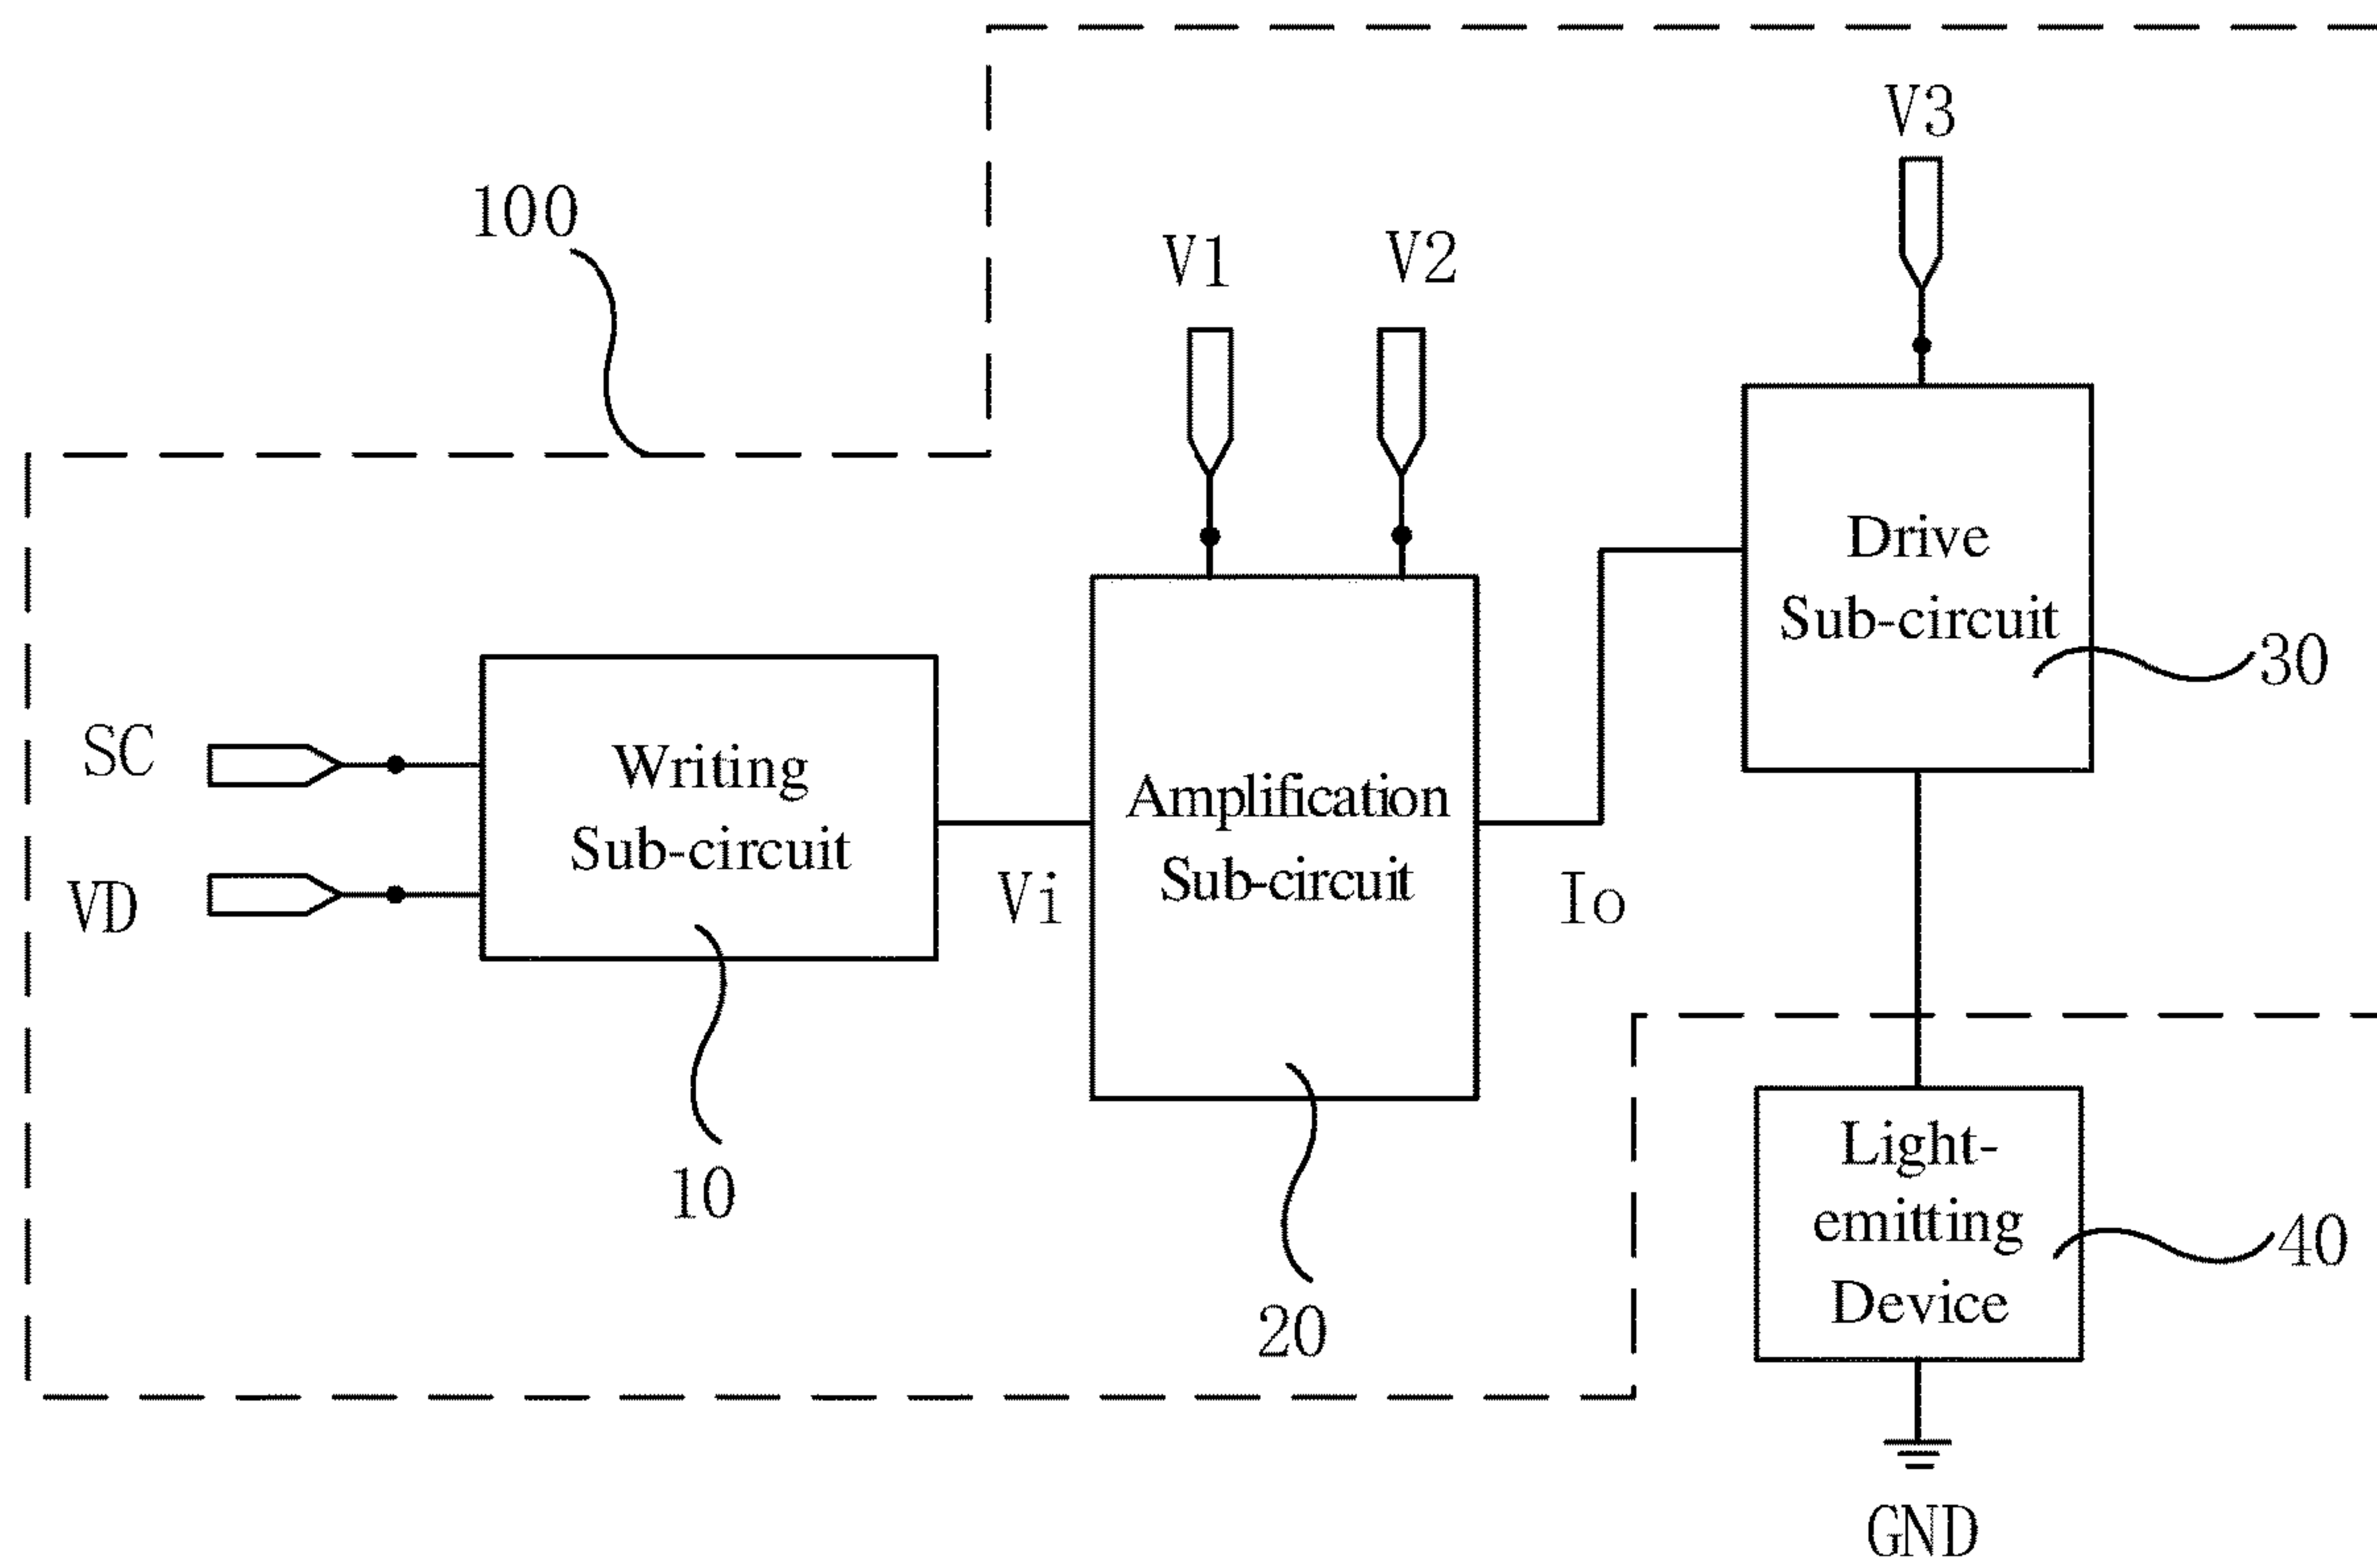 V3
100
V1
V2
Drive
Sub-circuit
30
SC
Writing
Sub-circuit
Amplification
Sub-circuit
VD
Vi
Io
10
20
Light-
emitting
Device
40
GND